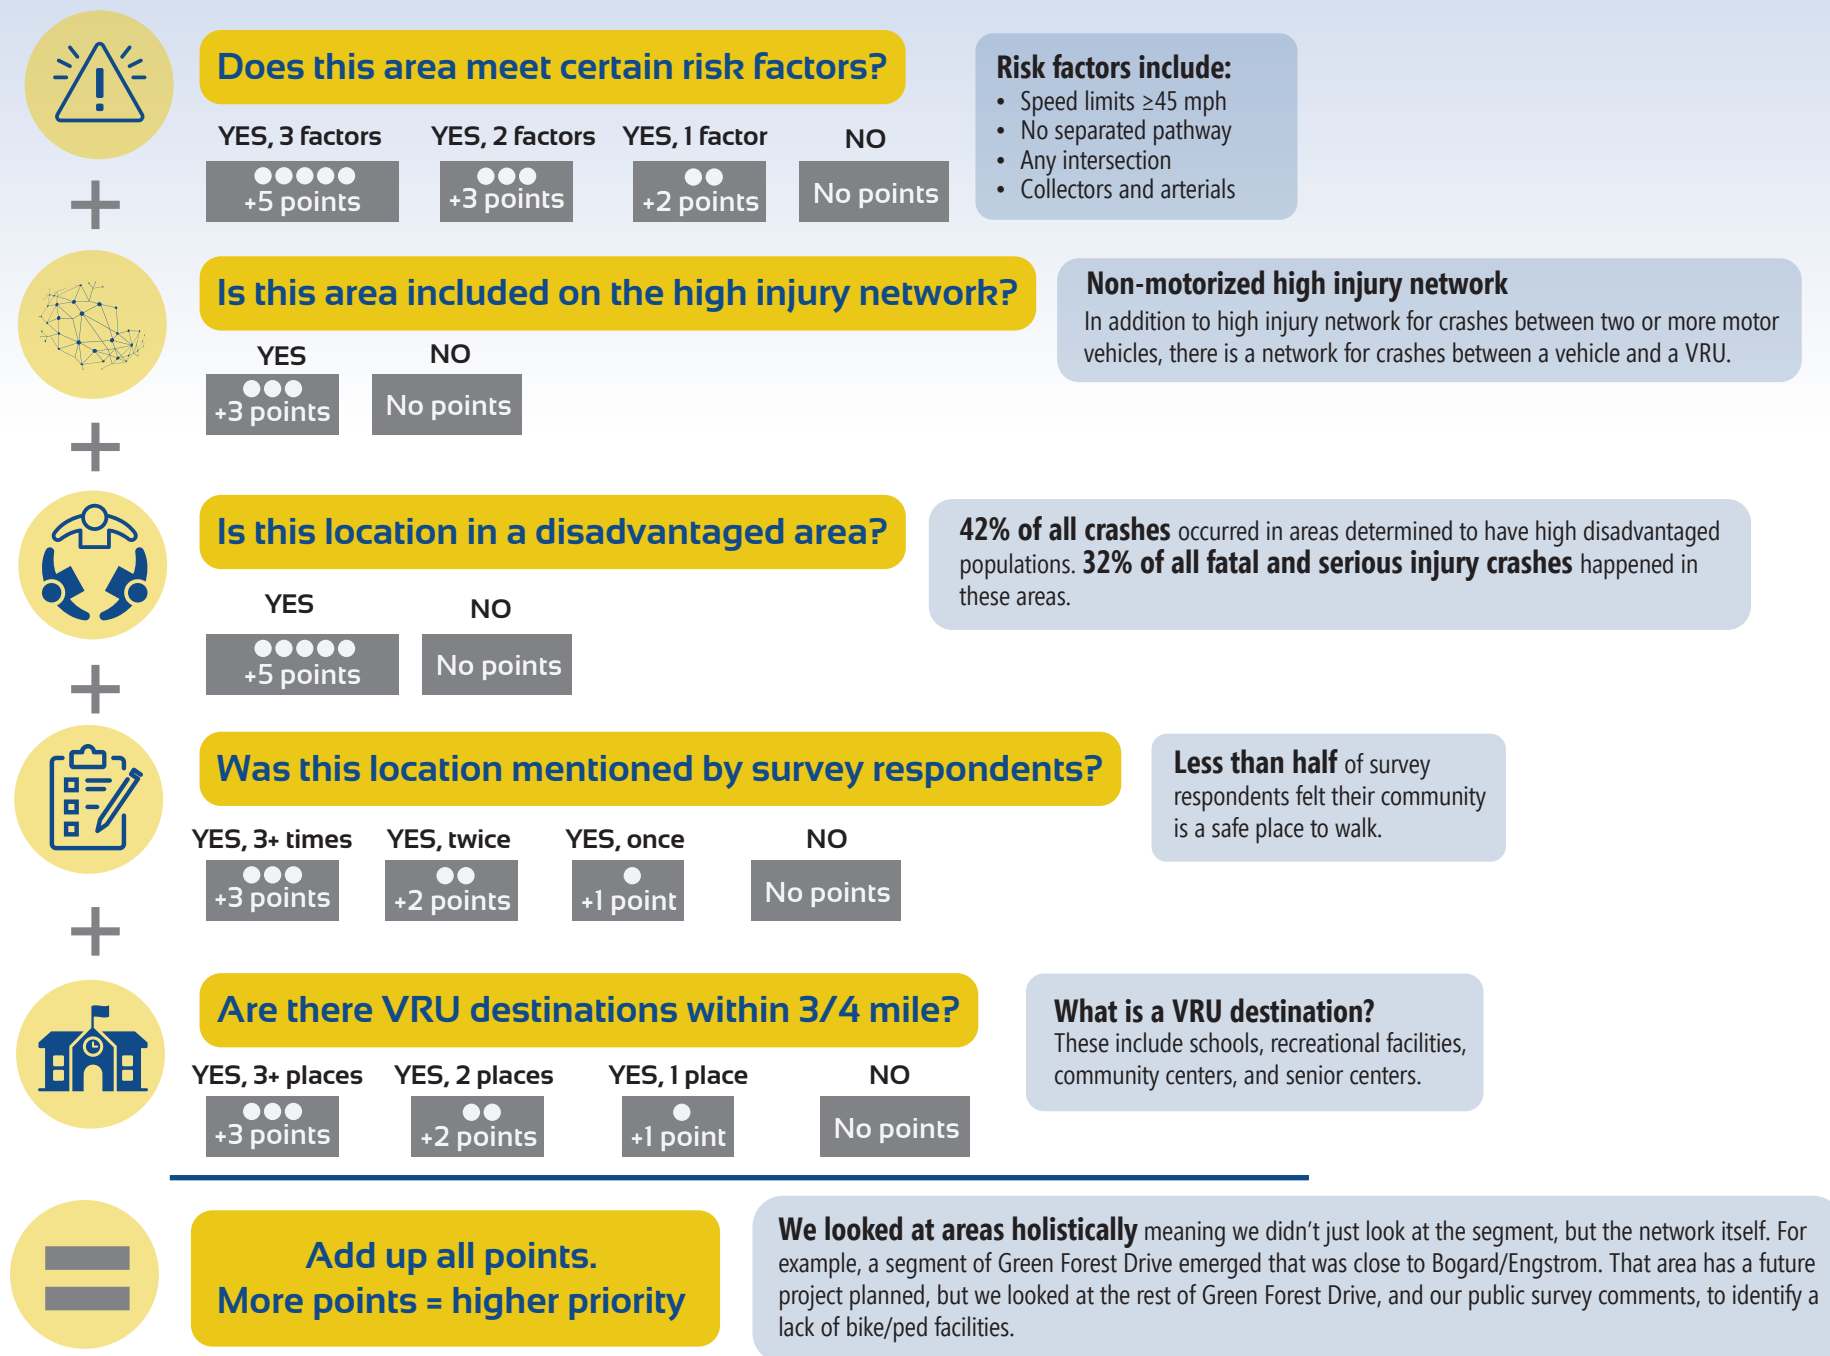 Does this area meet certain risk factors?
YES, 3 factors YES, 2 factors YES, 1 factor NO
+5 points +3 points +2 points No points
Risk factors include:
• Speed limits ≥45 mph
• No separated pathway
• Any intersection
• Collectors and arterials
+
Is this area included on the high injury network?
YES NO
+3 points No points
Non-motorized high injury network
In addition to high injury network for crashes between two or more motor
vehicles, there is a network for crashes between a vehicle and a VRU.
+
Is this location in a disadvantaged area?
YES NO
+5 points No points
42% of all crashes occurred in areas determined to have high disadvantaged
populations. 32% of all fatal and serious injury crashes happened in
these areas.
+
Was this location mentioned by survey respondents?
YES, 3+ times YES, twice YES, once NO
+3 points +2 points +1 point No points
Less than half of survey
respondents felt their community
is a safe place to walk.
+
Are there VRU destinations within 3/4 mile?
YES, 3+ places YES, 2 places YES, 1 place NO
+3 points +2 points +1 point No points
What is a VRU destination?
These include schools, recreational facilities,
community centers, and senior centers.
=
Add up all points.
More points = higher priority
We looked at areas holistically meaning we didn't just look at the segment, but the network itself. For
example, a segment of Green Forest Drive emerged that was close to Bogard/Engstrom. That area has a future
project planned, but we looked at the rest of Green Forest Drive, and our public survey comments, to identify a
lack of bike/ped facilities.